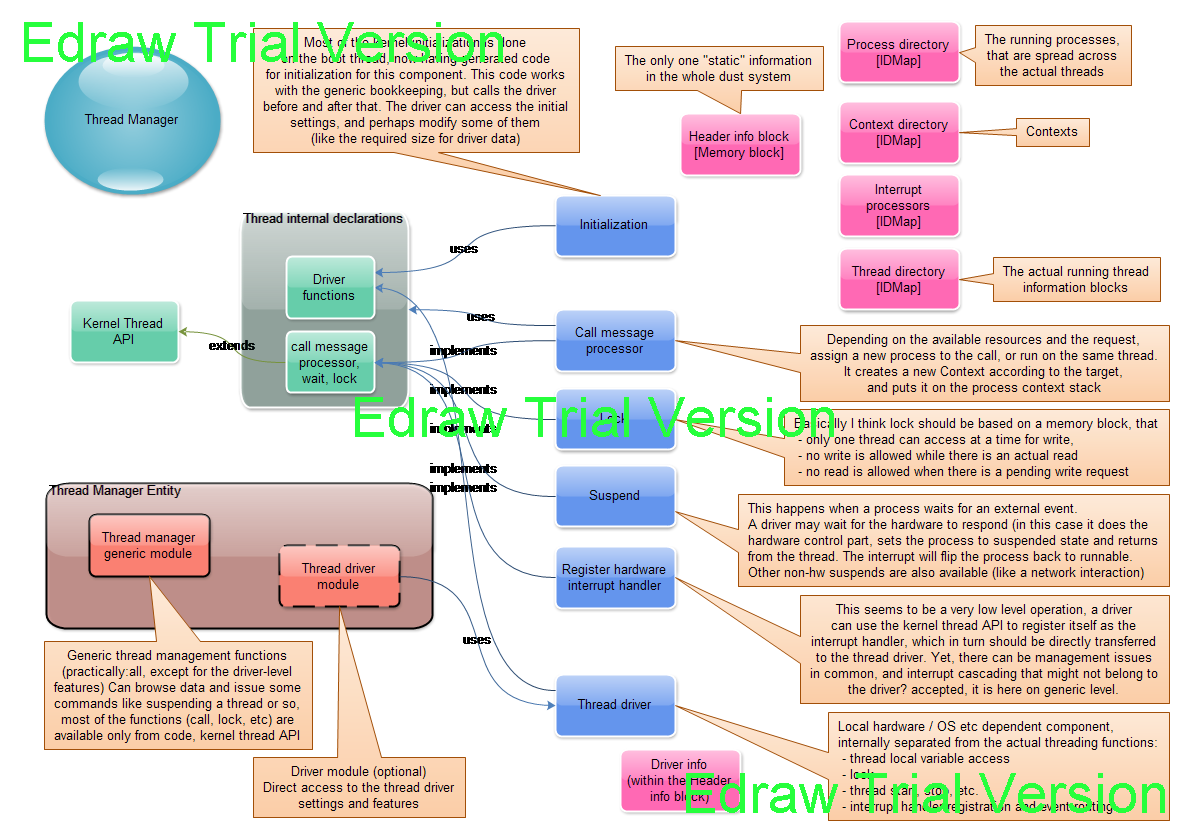 Edraw Trial Version
Thread Manager
Most of the kernel initialization is done
on the boot thread, now having generated code
for initialization for this component. This code works
with the generic bookkeeping, but calls the driver
before and after that. The driver can access the initial
settings, and perhaps modify some of them
(like the required size for driver data)
The only one "static" information
in the whole dust system
Header info block
[Memory block]
Process directory
[IDMap]
The running processes,
that are spread across
the actual threads
Context directory
[IDMap]
Contexts
Interrupt
processors
[IDMap]
Thread directory
[IDMap]
The actual running thread
information blocks
Thread internal declarations
Driver
functions
call message
processor,
wait, lock
Kernel Thread
API
extends
uses
uses
implements
implements
implements
implements
implements
uses
Initialization
Call message
processor
Depending on the available resources and the request,
assign a new process to the call, or run on the same thread.
It creates a new Context according to the target,
and puts it on the process context stack
Edraw Trial Version
Lock
Basically I think lock should be based on a memory block, that
- only one thread can access at a time for write,
- no write is allowed while there is an actual read
- no read is allowed when there is a pending write request
Suspend
This happens when a process waits for an external event.
A driver may wait for the hardware to respond (in this case it does the
hardware control part, sets the process to suspended state and returns
from the thread. The interrupt will flip the process back to runnable.
Other non-hw suspends are also available (like a network interaction)
Register hardware
interrupt handler
This seems to be a very low level operation, a driver
can use the kernel thread API to register itself as the
interrupt handler, which in turn should be directly transferred
to the thread driver. Yet, there can be management issues
in common, and interrupt cascading that might not belong to
the driver? accepted, it is here on generic level.
Thread Manager Entity
Thread manager
generic module
Thread driver
module
Generic thread management functions
(practically:all, except for the driver-level
features) Can browse data and issue some
commands like suspending a thread or so,
most of the functions (call, lock, etc) are
available only from code, kernel thread API
Driver module (optional)
Direct access to the thread driver
settings and features
Thread driver
Local hardware / OS etc dependent component,
internally separated from the actual threading functions:
- thread local variable access
- lock
- thread start, stop, etc.
- interrupt handler registration and event routing
Driver info
(within the Header
info block)
Edraw Trial Version